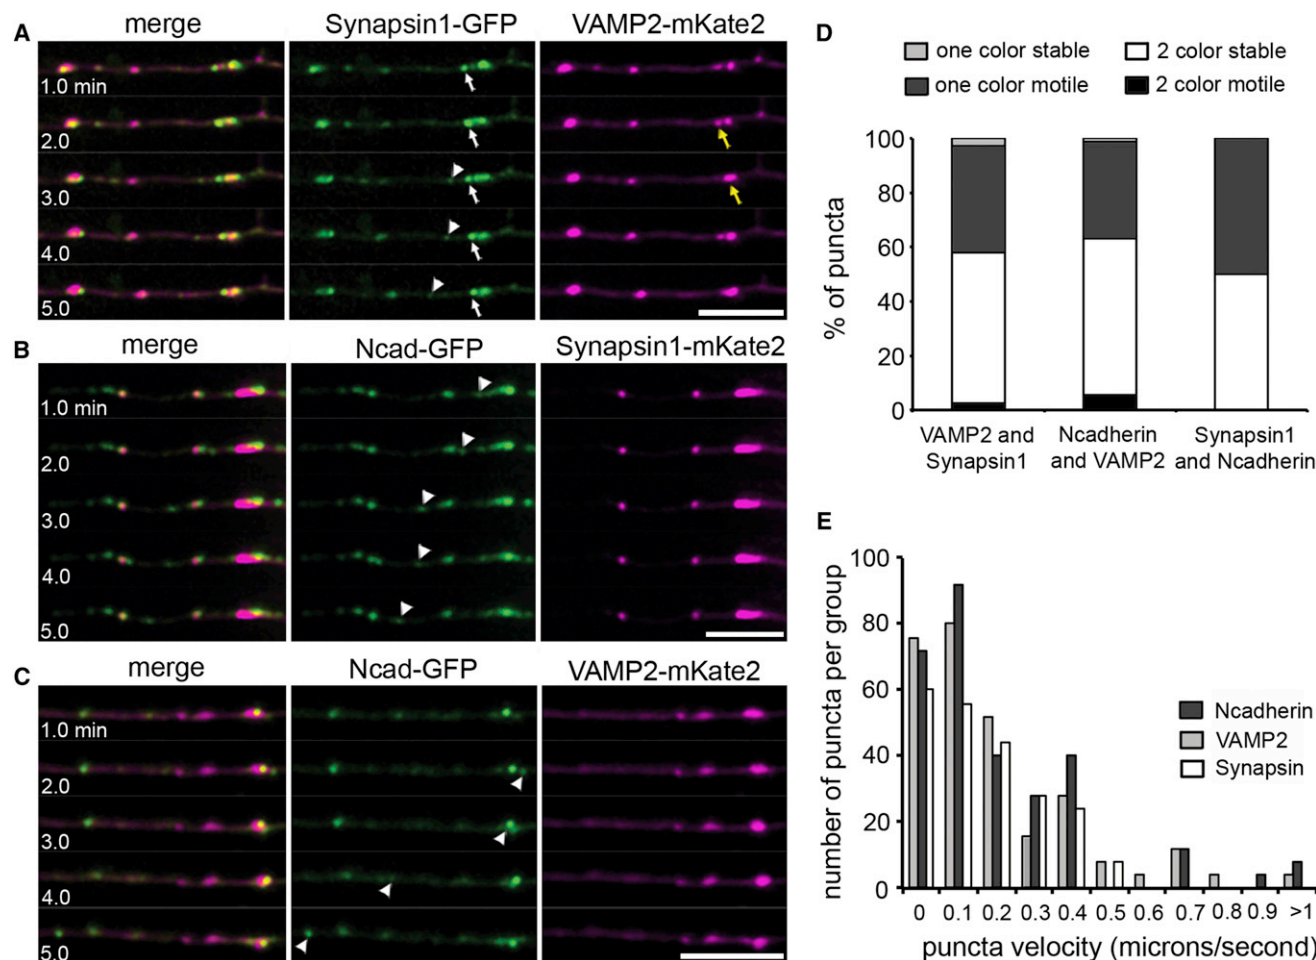 A
merge
Synapsin1-GFP
VAMP2-mKate2
1.0 min
2.0
3.0
4.0
5.0
B
merge
Ncad-GFP
Synapsin1-mKate2
1.0 min
2.0
3.0
4.0
5.0
C
merge
Ncad-GFP
VAMP2-mKate2
1.0 min
2.0
3.0
4.0
5.0
D
one color stable
2 color stable
one color motile
2 color motile
100
80
60
40
20
0
% of puncta
VAMP2 and
Synapsin1
Ncadherin
and VAMP2
Synapsin1
and Ncadherin
E
100
80
60
40
20
0
number of puncta per group
Ncadherin
VAMP2
Synapsin
0 0.1 0.2 0.3 0.4 0.5 0.6 0.7 0.8 0.9 >1
puncta velocity (microns/second)